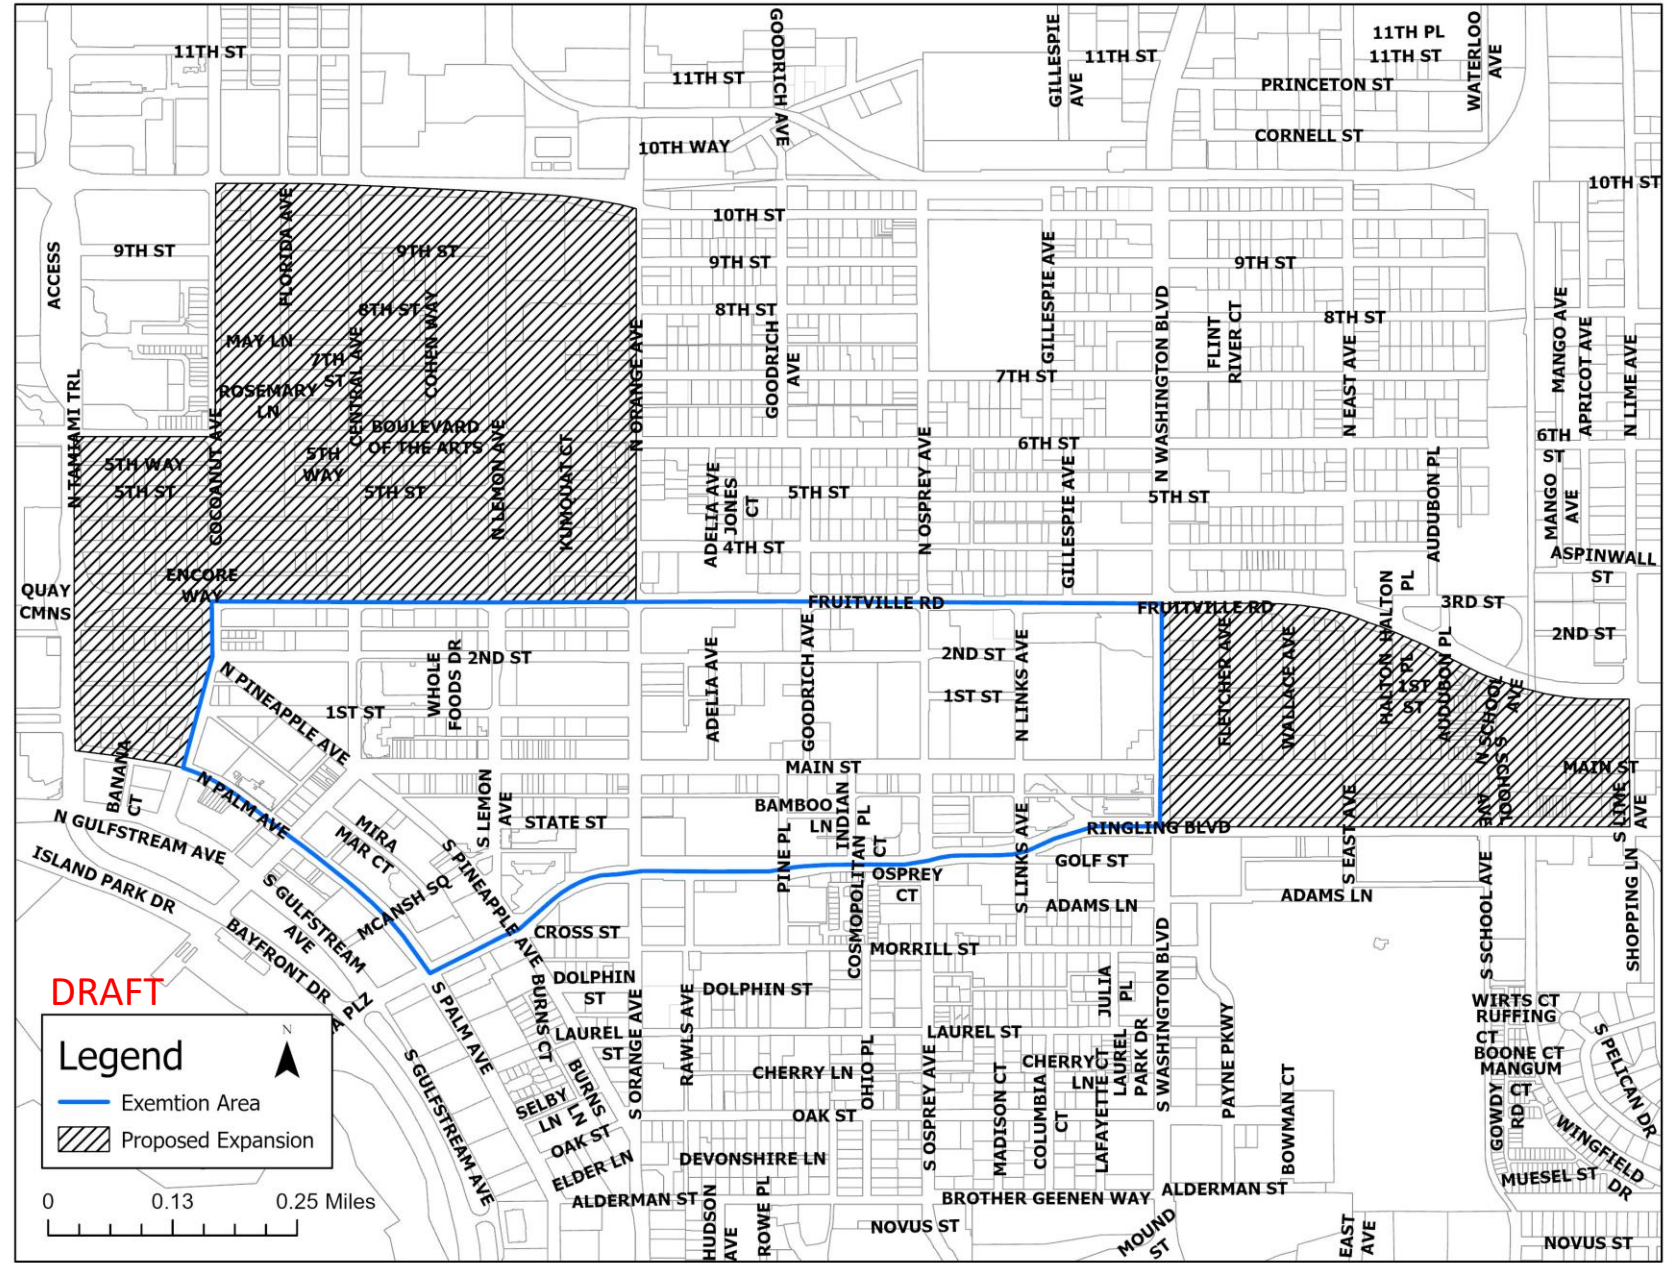 11TH ST
11TH ST
GOODRICH AVE
GILLESPIE
AVE
11TH ST
11TH PL
11TH ST
WATERLOO
AVE
PRINCETON ST
CORNELL ST
10TH WAY
10TH ST
10TH ST
ACCESS
9TH ST
FLORIDA AVE
9TH ST
9TH ST
GILLESPIE AVE
9TH ST
8TH ST
COHEN WAY
8TH ST
8TH ST
N WASHINGTON BLVD
FLINT
RIVER CT
MANGO AVE
APRICOT AVE
N LIME AVE
MAY LN
7TH
ST
CENTRAL AVE
ROSEMARY
LN
N ORANGE AVE
GOODRICH
AVE
7TH ST
N EAST AVE
N TAMIAMI TRL
COCOANUT AVE
N
BOULEVARD
OF THE ARTS
5TH WAY
5TH ST
5TH
WAY
5TH ST
N LEMON AVE
KUMQUAT CT
ADELIA AVE
JONES
CT
5TH ST
4TH ST
N OSPREY AVE
6TH ST
GILLESPIE AVE
5TH ST
AUDUBON PL
6TH
ST
MANGO
AVE
ASPINWALL
ST
QUAY
CMNS
ENCORE
WAY
FRUITVILLE RD
FRUITVILLE RD
HALTON
PL
3RD ST
2ND ST
N PINEAPPLE AVE
1ST ST
WHOLE
FOODS DR
2ND ST
ADELIA AVE
GOODRICH AVE
2ND ST
1ST ST
N LINKS AVE
FLETCHER AVE
WALLACE AVE
HALTON
PL
1ST
ST
AUDUBON PL
N SCHOOL
AVE
S SCHOOL
AVE
MAIN ST
MAIN ST
BANANA
CT
N PALM AVE
N GULFSTREAM AVE
MIRA
MAR CT
S LEMON
AVE
STATE ST
BAMBOO
LN
INDIAN
PL
PINE PL
COSMOPOLITAN
CT
OSPREY
CT
S LINKS AVE
RINGLING BLVD
GOLF ST
ADAMS LN
S EAST AVE
ADAMS LN
S LIME
AVE
SHOPPING LN
ISLAND PARK DR
S GULFSTREAM
AVE
BAYFRONT DR
MCANSH SQ
S PINEAPPLE AVE
CROSS ST
MORRILL ST
S SCHOOL AVE
DRAFT
A PLZ
S PALM AVE
BURNS CT
DOLPHIN
ST
DOLPHIN ST
LAUREL
ST
S ORANGE AVE
RAWLS AVE
JULIA
PL
S WASHINGTON BLVD
PAYNE PKWY
LAUREL ST
WIRTS CT
RUFFING
CT
BOONE CT
MANGUM
CT
S PELICAN DR
Legend
N
Exemtion Area
Proposed Expansion
S GULFSTREAM AVE
SELBY
LN
BURNS
LN
OAK ST
ELDER LN
ALDERMAN ST
CHERRY LN
OHIO PL
OAK ST
S OSPREY AVE
MADISON CT
COLUMBIA
CT
CHERRY
LN
LAFAYETTE CT
LAUREL
PARK DR
BOWMAN CT
GOWDY
RD
WINGFIELD
DR
MUESEL ST
DEVONSHIRE LN
BROTHER GEENEN WAY
ALDERMAN ST
0 0.13 0.25 Miles
HUDSON
AVE
ROWE PL
NOVUS ST
MOUND
ST
EAST
AVE
NOVUS ST